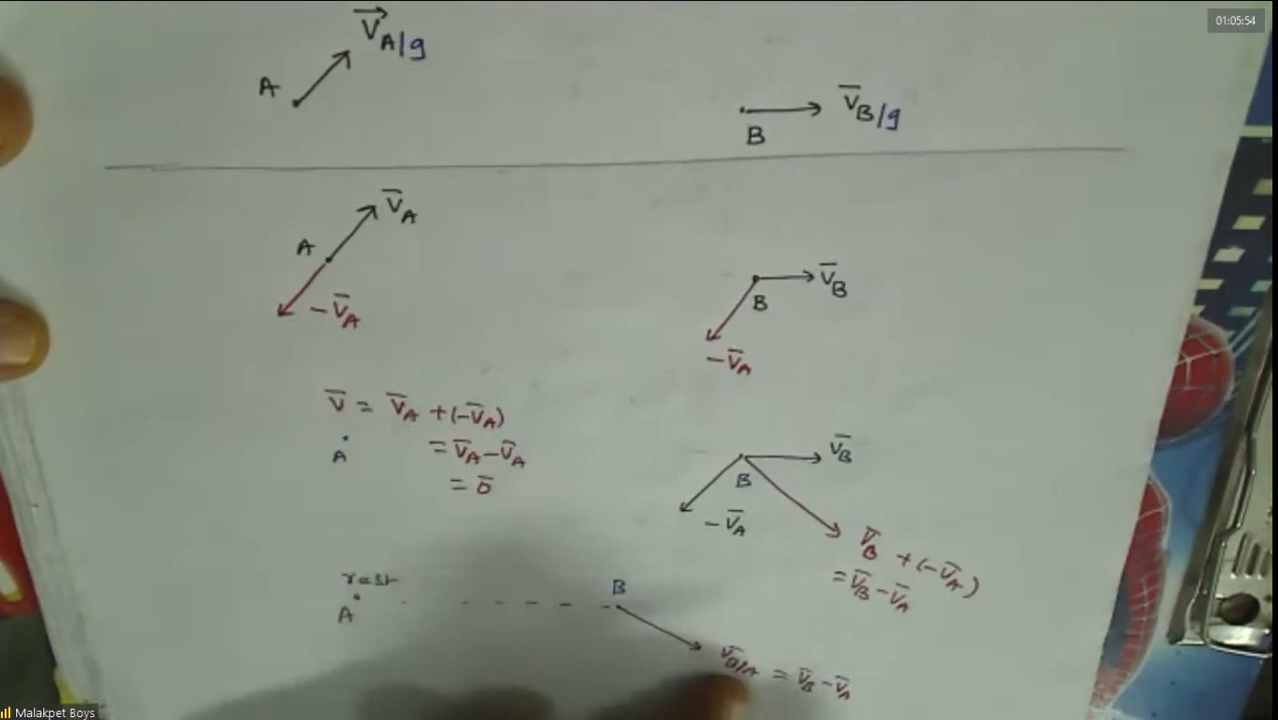 01:05:54
A V⃗A/g
B V̄B/g
A V̄A
-V̄A
B V̄B
-V̄A
V̄ = V̄A + (-V̄A)
A = V̄A - V̄A
= 0̄
B V̄B
-V̄A
V̄B + (-V̄A)
= V̄B - V̄A
rest
A B
V̄B/A = V̄B - V̄A
Malakpet Boys